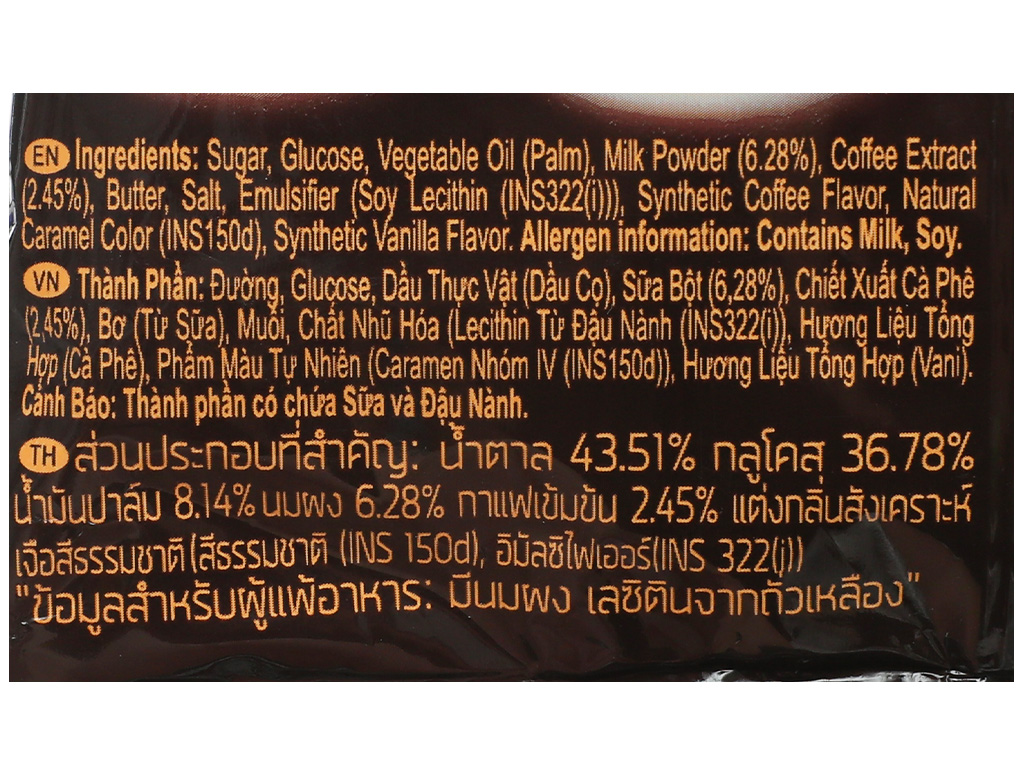 EN Ingredients: Sugar, Glucose, Vegetable Oil (Palm), Milk Powder (6.28%), Coffee Extract
(2.45%), Butter, Salt, Emulsifier (Soy Lecithin (INS322(i))), Synthetic Coffee Flavor, Natural
Caramel Color (INS150d), Synthetic Vanilla Flavor. Allergen information: Contains Milk, Soy.
VN Thành Phần: Đường, Glucose, Dầu Thực Vật (Dầu Cọ), Sữa Bột (6,28%), Chiết Xuất Cà Phê
(2,45%), Bơ (Từ Sữa), Muối, Chất Nhũ Hóa (Lecithin Từ Đậu Nành (INS322(i)), Hương Liệu Tổng
Hợp (Cà Phê), Phẩm Màu Tự Nhiên (Caramen Nhóm IV (INS150d)), Hương Liệu Tổng Hợp (Vani).
Cảnh Báo: Thành phần có chứa Sữa và Đậu Nành.
TH ส่วนประกอบที่สำคัญ: น้ำตาล 43.51% กลูโคส 36.78%
น้ำมันปาล์ม 8.14% นมผง 6.28% กาแฟเข้มข้น 2.45% แต่งกลิ่นสังเคราะห์
เจือสีธรรมชาติ (สีธรรมชาติ (INS 150d), อิมัลซิไฟเออร์(INS 322(i))
"ข้อมูลสำหรับผู้แพ้อาหาร: มีนมผง เลซิตินจากถั่วเหลือง"